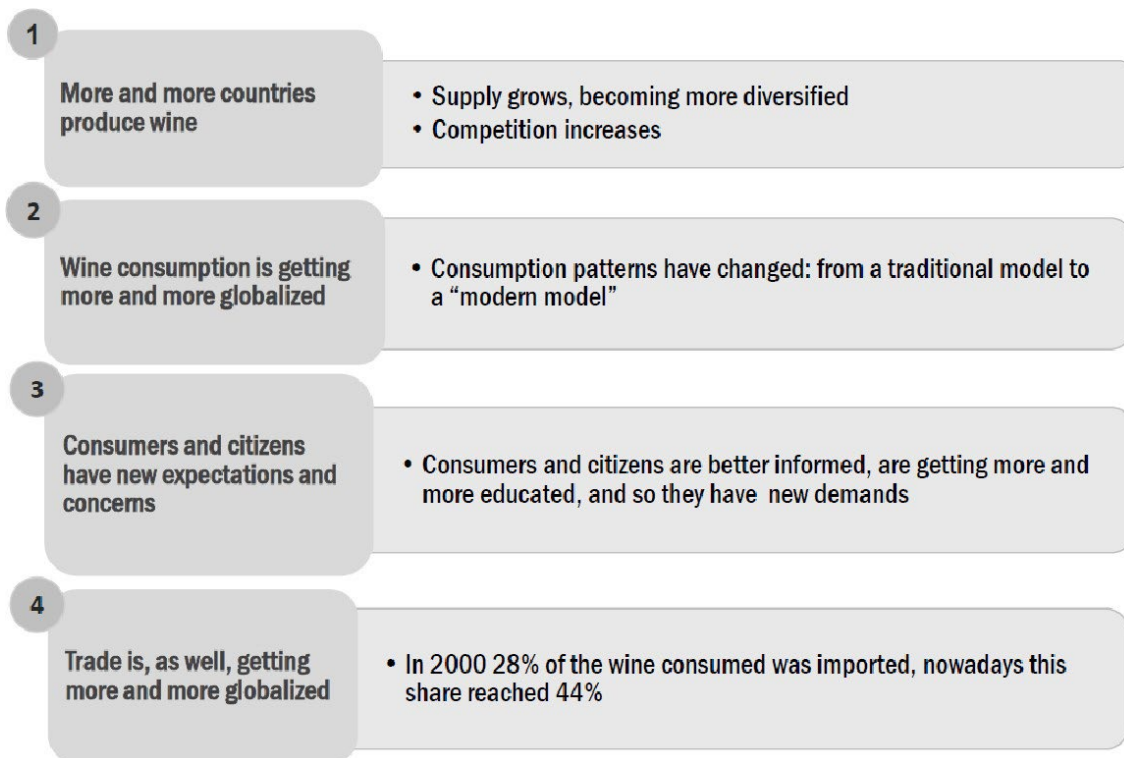 1
More and more countries
produce wine
• Supply grows, becoming more diversified
• Competition increases
2
Wine consumption is getting
more and more globalized
• Consumption patterns have changed: from a traditional model to
a “modern model”
3
Consumers and citizens
have new expectations and
concerns
• Consumers and citizens are better informed, are getting more and
more educated, and so they have new demands
4
Trade is, as well, getting
more and more globalized
• In 2000 28% of the wine consumed was imported, nowadays this
share reached 44%